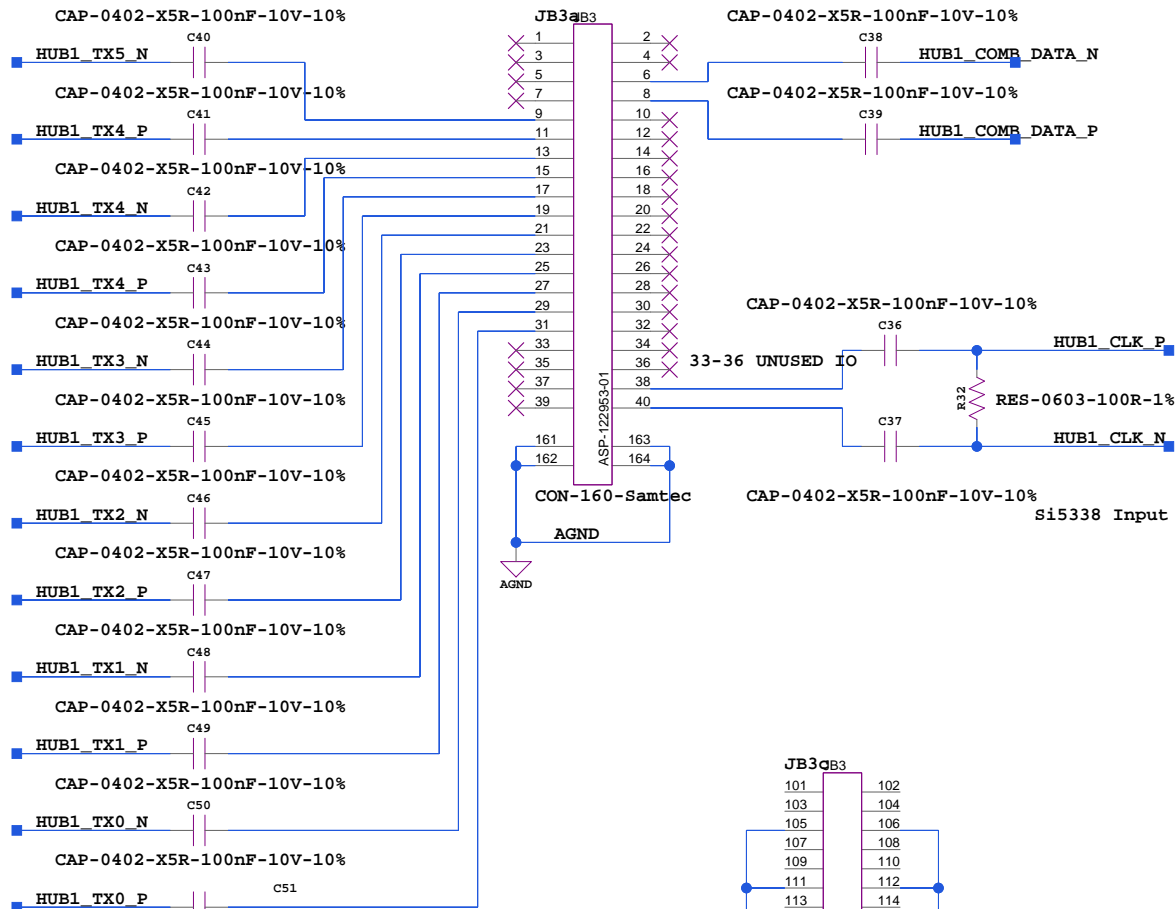 CAP-0402-X5R-100nF-10V-10%
C40
HUB1_TX5_N
CAP-0402-X5R-100nF-10V-10%
C41
HUB1_TX4_P
CAP-0402-X5R-100nF-10V-10%
C42
HUB1_TX4_N
CAP-0402-X5R-100nF-10V-10%
C43
HUB1_TX4_P
CAP-0402-X5R-100nF-10V-10%
C44
HUB1_TX3_N
CAP-0402-X5R-100nF-10V-10%
C45
HUB1_TX3_P
CAP-0402-X5R-100nF-10V-10%
C46
HUB1_TX2_N
CAP-0402-X5R-100nF-10V-10%
C47
HUB1_TX2_P
CAP-0402-X5R-100nF-10V-10%
C48
HUB1_TX1_N
CAP-0402-X5R-100nF-10V-10%
C49
HUB1_TX1_P
CAP-0402-X5R-100nF-10V-10%
C50
HUB1_TX0_N
CAP-0402-X5R-100nF-10V-10%
C51
HUB1_TX0_P
JB3a JB3
1 2
3 4
5 6
7 8
9 10
11 12
13 14
15 16
17 18
19 20
21 22
23 24
25 26
27 28
29 30
31 32
33 34
35 36
37 38
39 40
161 163
162 164
ASP-122953-01
CON-160-Samtec
AGND
AGND
CAP-0402-X5R-100nF-10V-10%
C38
HUB1_COMB_DATA_N
CAP-0402-X5R-100nF-10V-10%
C39
HUB1_COMB_DATA_P
CAP-0402-X5R-100nF-10V-10%
C36
33-36 UNUSED IO
HUB1_CLK_P
R32
RES-0603-100R-1%
C37
HUB1_CLK_N
CAP-0402-X5R-100nF-10V-10%
Si5338 Input
JB3c JB3
101 102
103 104
105 106
107 108
109 110
111 112
113 114